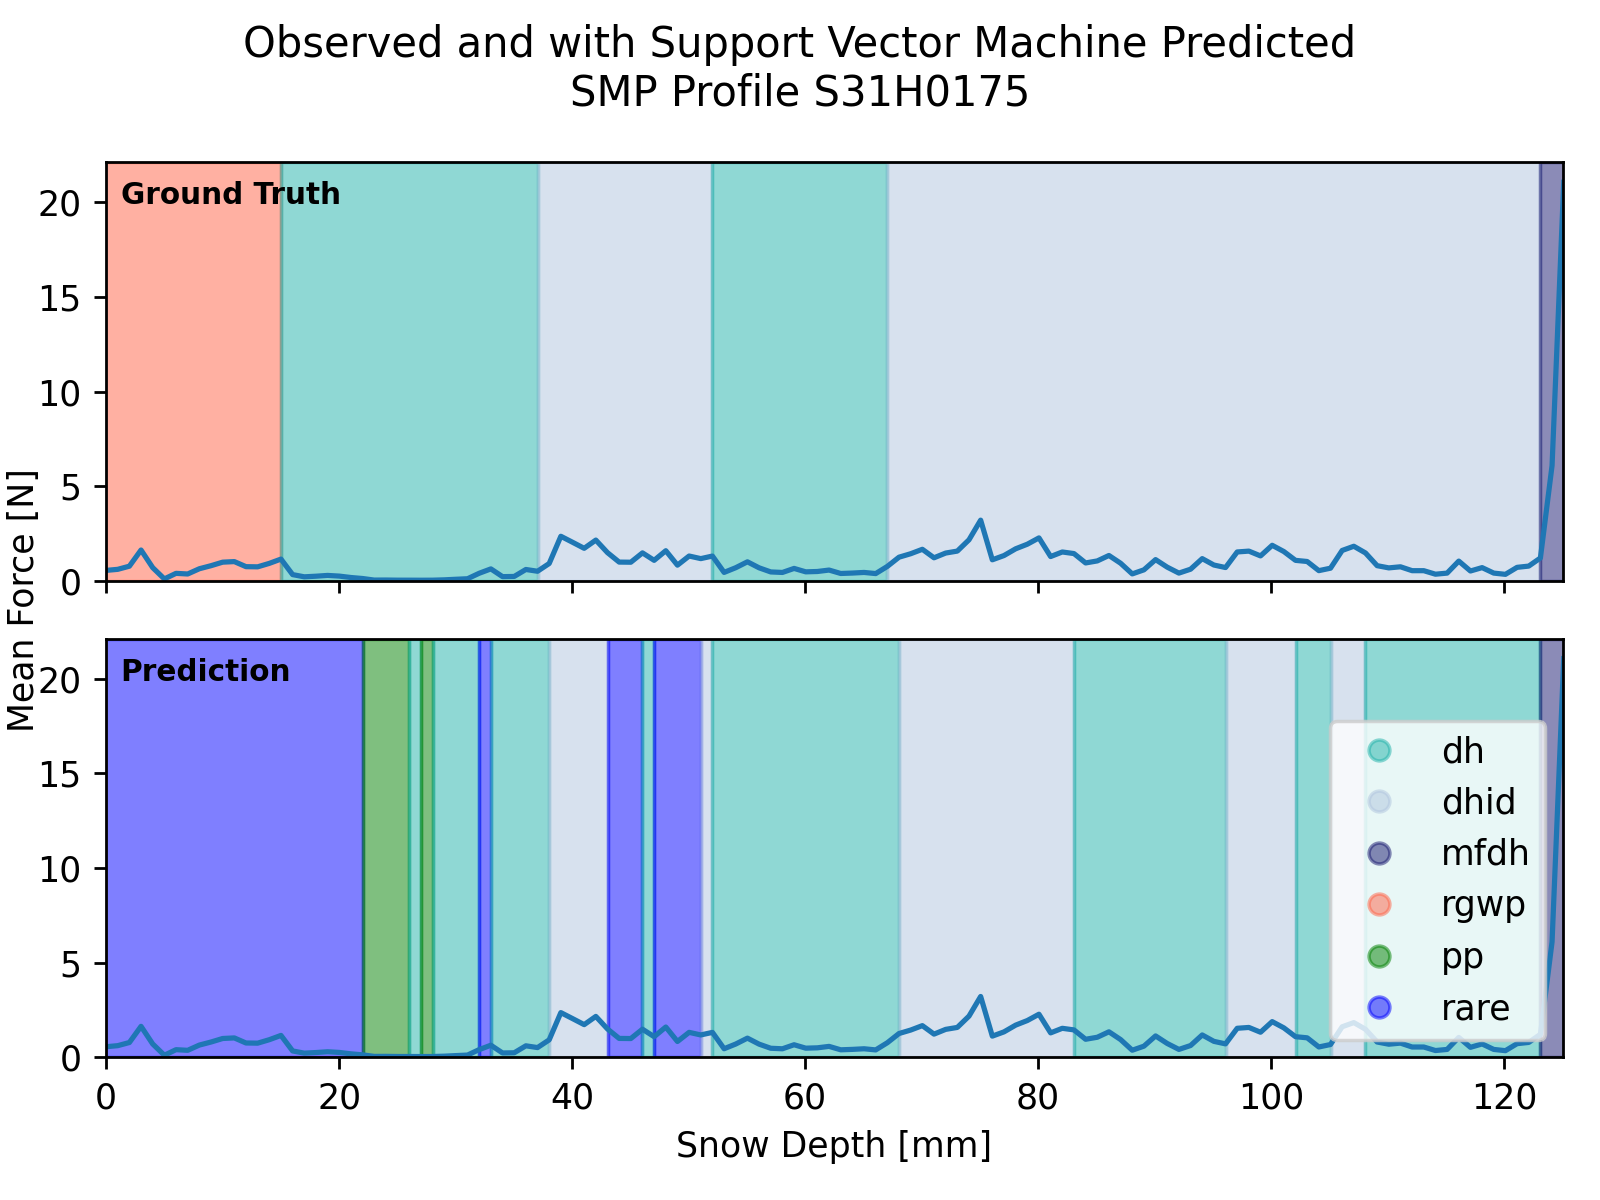 Observed and with Support Vector Machine Predicted
SMP Profile S31H0175
Mean Force [N]
Ground Truth
20
15
10
5
0
Prediction
20
15
10
5
0
dh
dhid
mfdh
rgwp
pp
rare
0 20 40 60 80 100 120
Snow Depth [mm]